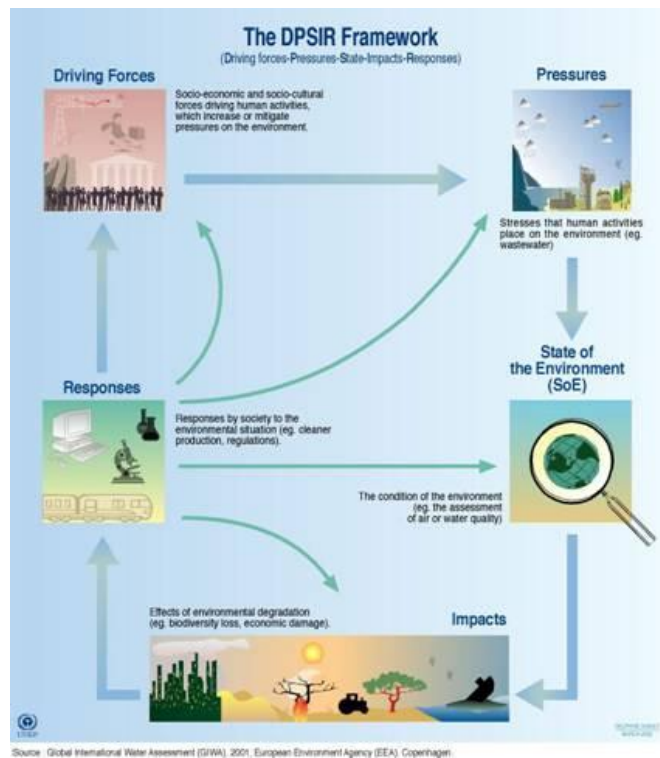 The DPSIR Framework
(Driving forces-Pressures-State-Impacts-Responses)
Driving Forces
Socio-economic and socio-cultural
forces driving human activities,
which increase or mitigate
pressures on the environment.
Pressures
Stresses that human activities
place on the environment (eg.
wastewater)
State of
the Environment
(SoE)
Responses
Responses by society to the
environmental situation (eg. cleaner
production, regulations).
The condition of the environment
(eg. the assessment
of air or water quality)
Effects of environmental degradation
(eg. biodiversity loss, economic damage).
Impacts
UNEP
Source : Global International Water Assessment (GIWA), 2001; European Environment Agency (EEA), Copenhagen.